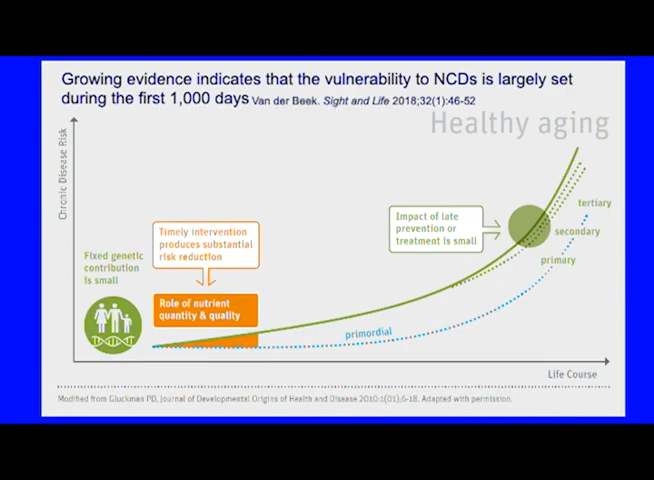 Growing evidence indicates that the vulnerability to NCDs is largely set
during the first 1,000 days Van der Beek. Sight and Life 2018;32(1):46-52
Healthy aging
Chronic Disease Risk
tertiary
Impact of late
prevention or
treatment is small
Timely intervention
produces substantial
risk reduction
secondary
Fixed genetic
contribution
is small
primary
Role of nutrient
quantity & quality
primordial
Life Course
Modified from Gluckman PD, Journal of Developmental Origins of Health and Disease 2010:1(01);6-18. Adapted with permission.